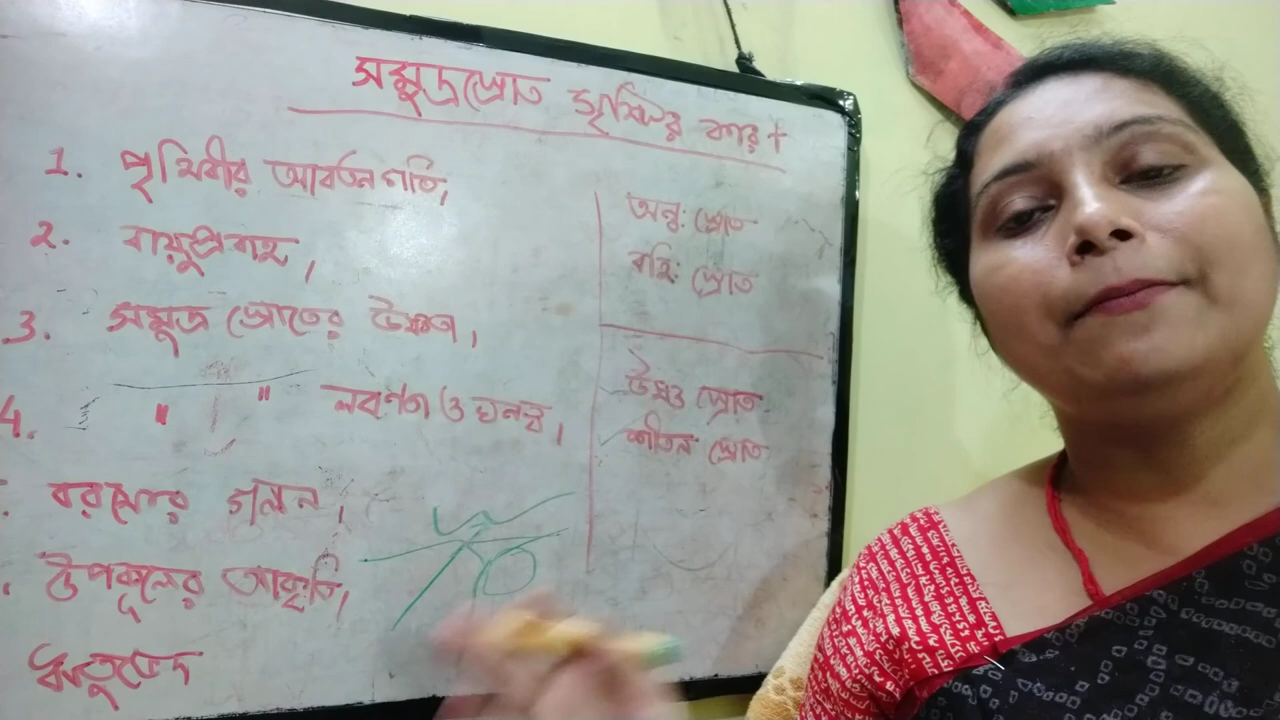 সমুদ্রস্রোত সৃষ্টির কারণ
1. পৃথিবীর আবর্তন গতি,
2. বায়ুপ্রবাহ,
3. সমুদ্র স্রোতের উষ্ণতা,
4. " " লবণতা ও ঘনত্ব,
. বরফের গলন,
. উপকূলের আকৃতি,
ঋতুভেদ
অন্ত: স্রোত
বহি: স্রোত
উষ্ণ স্রোত
শীতল স্রোত